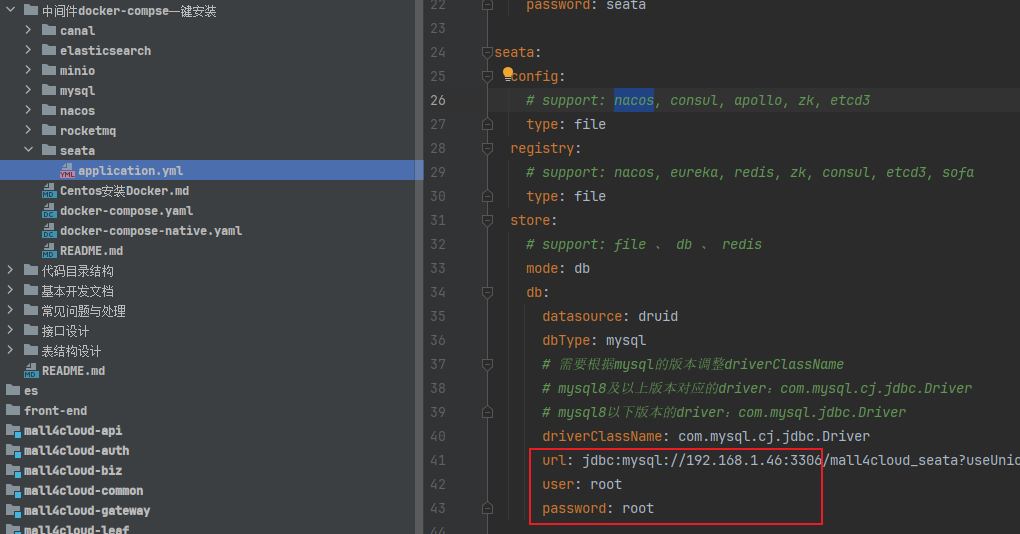 中间件docker-compse一键安装
canal
elasticsearch
minio
mysql
nacos
rocketmq
seata
application.yml
Centos安装Docker.md
docker-compose.yaml
docker-compose-native.yaml
README.md
代码目录结构
基本开发文档
常见问题与处理
接口设计
表结构设计
README.md
es
front-end
mall4cloud-api
mall4cloud-auth
mall4cloud-biz
mall4cloud-common
mall4cloud-gateway
mall4cloud-leaf
22 password: seata
23
24 seata:
25 config:
26 # support: nacos, consul, apollo, zk, etcd3
27 type: file
28 registry:
29 # support: nacos, eureka, redis, zk, consul, etcd3, sofa
30 type: file
31 store:
32 # support: file 、 db 、 redis
33 mode: db
34 db:
35 datasource: druid
36 dbType: mysql
37 # 需要根据mysql的版本调整driverClassName
38 # mysql8及以上版本对应的driver：com.mysql.cj.jdbc.Driver
39 # mysql8以下版本的driver：com.mysql.jdbc.Driver
40 driverClassName: com.mysql.cj.jdbc.Driver
41 url: jdbc:mysql://192.168.1.46:3306/mall4cloud_seata?useUnic
42 user: root
43 password: root
44